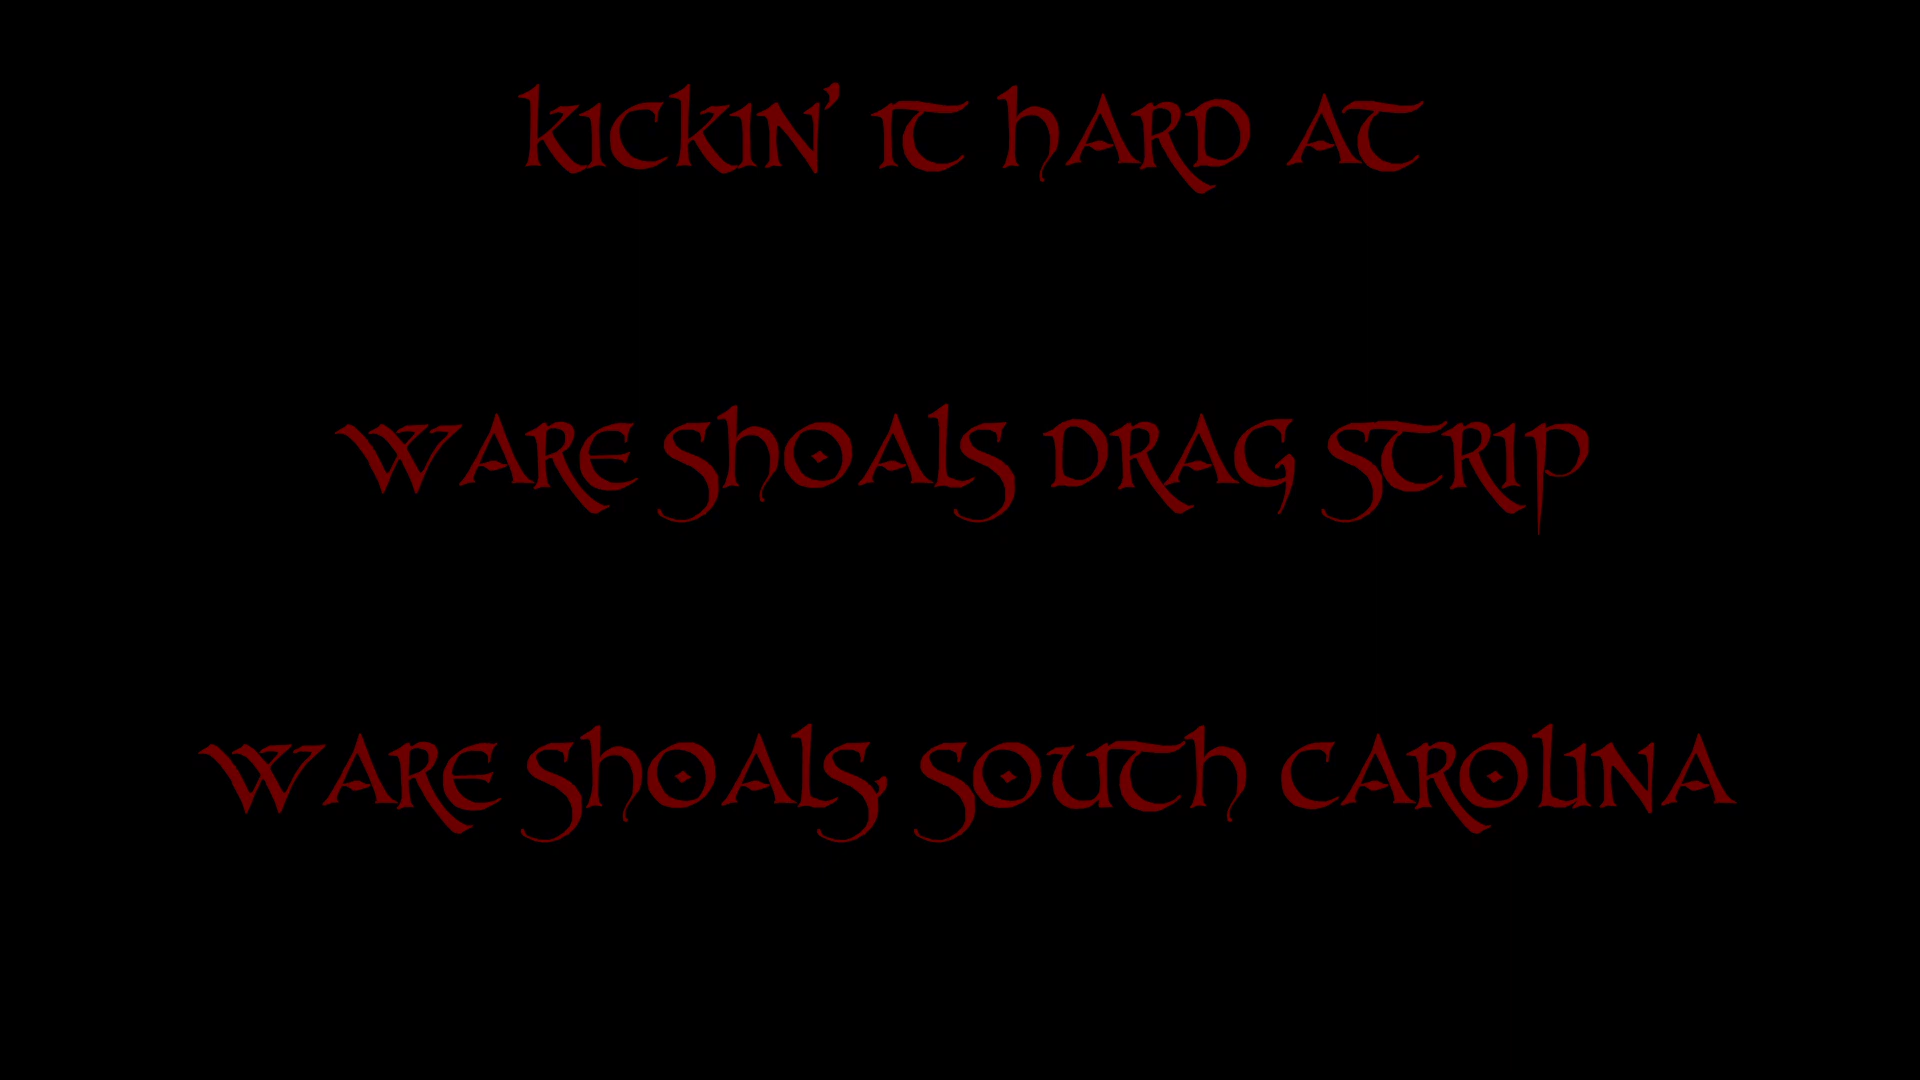 KICKIN’ IT HARD AT
WARE SHOALS DRAG STRIP
WARE SHOALS, SOUTH CAROLINA